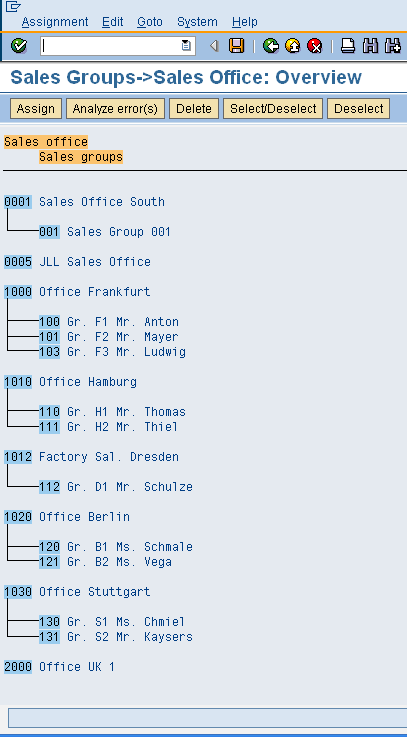 Assignment Edit Goto System Help
Sales Groups->Sales Office: Overview
Assign Analyze error(s) Delete Select/Deselect Deselect
Sales office
Sales groups
0001 Sales Office South
001 Sales Group 001
0005 JLL Sales Office
1000 Office Frankfurt
100 Gr. F1 Mr. Anton
101 Gr. F2 Mr. Mayer
103 Gr. F3 Mr. Ludwig
1010 Office Hamburg
110 Gr. H1 Mr. Thomas
111 Gr. H2 Mr. Thiel
1012 Factory Sal. Dresden
112 Gr. D1 Mr. Schulze
1020 Office Berlin
120 Gr. B1 Ms. Schmale
121 Gr. B2 Ms. Vega
1030 Office Stuttgart
130 Gr. S1 Ms. Chmiel
131 Gr. S2 Mr. Kaysers
2000 Office UK 1